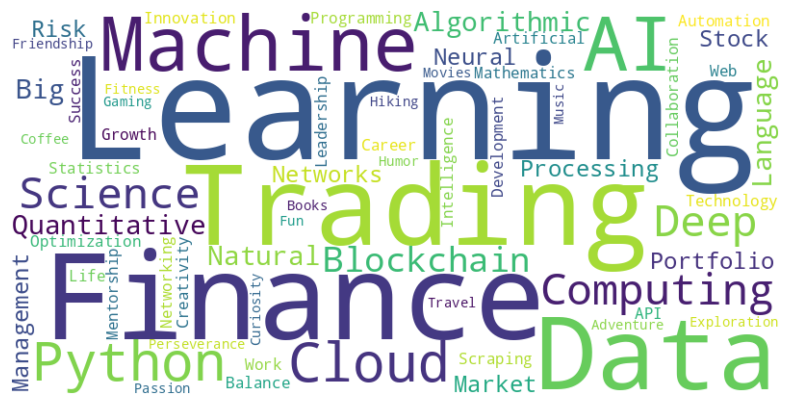 Innovation
Programming
Algorithmic
AI
Automation
Risk
Machine
Artificial
Stock
Friendship
Neural
Success
Learning
Movies
Mathematics
Web
Big
Fitness
Gaming
Leadership
Hiking
Music
Collaboration
Language
Coffee
Growth
Career
Development
Humor
Intelligence
Statistics
Networks
Processing
Science
Trading
Books
Technology
Quantitative
Fun
Deep
Optimization
Networking
Creativity
Natural
Blockchain
Portfolio
Management
Life
Mentorship
Finance
Curiosity
Travel
Computing
API
Adventure
Exploration
Python
Perseverance
Cloud
Data
Work
Scraping
Passion
Balance
Market